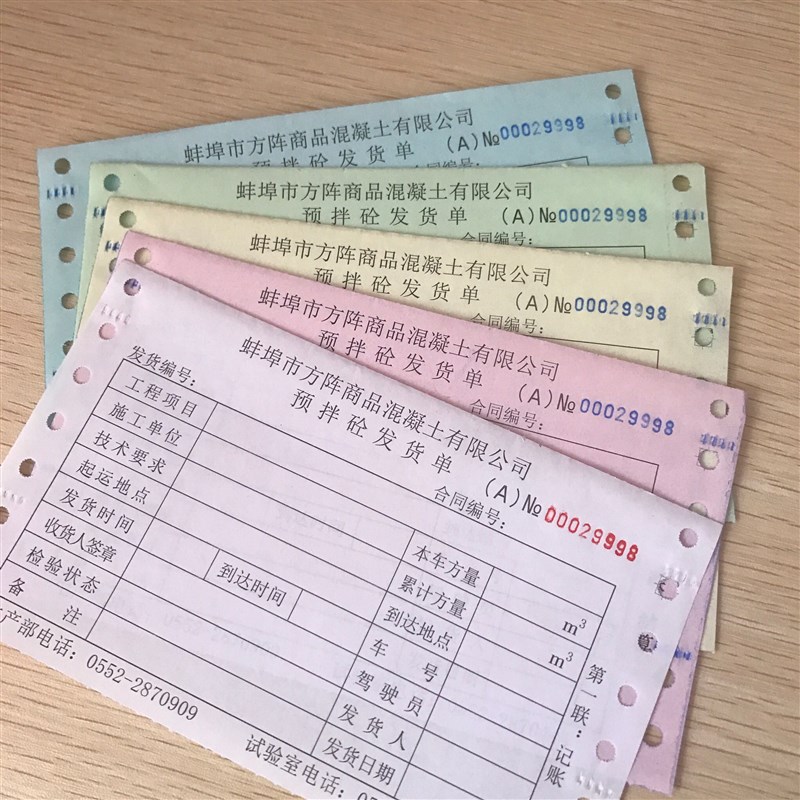 蚌埠市方阵商品混凝土有限公司
预拌砼发货单 (A)№00029998
合同编号:
蚌埠市方阵商品混凝土有限公司
预拌砼发货单 (A)№00029998
合同编号:
蚌埠市方阵商品混凝土有限公司
预拌砼发货单 (A)№00029998
合同编号:
蚌埠市方阵商品混凝土有限公司
预拌砼发货单 (A)№00029998
合同编号:
蚌埠市方阵商品混凝土有限公司
预拌砼发货单 (A)№00029998
发货编号: 合同编号:
工程项目 本车方量 m³
施工单位 累计方量 m³
技术要求 到达地点
起运地点 车号
发货时间 到达时间 驾驶员
收货人签章 发货人
检验状态 发货日期
备注
产部电话: 0552-2870909 试验室电话: 0552
第一联: 记账